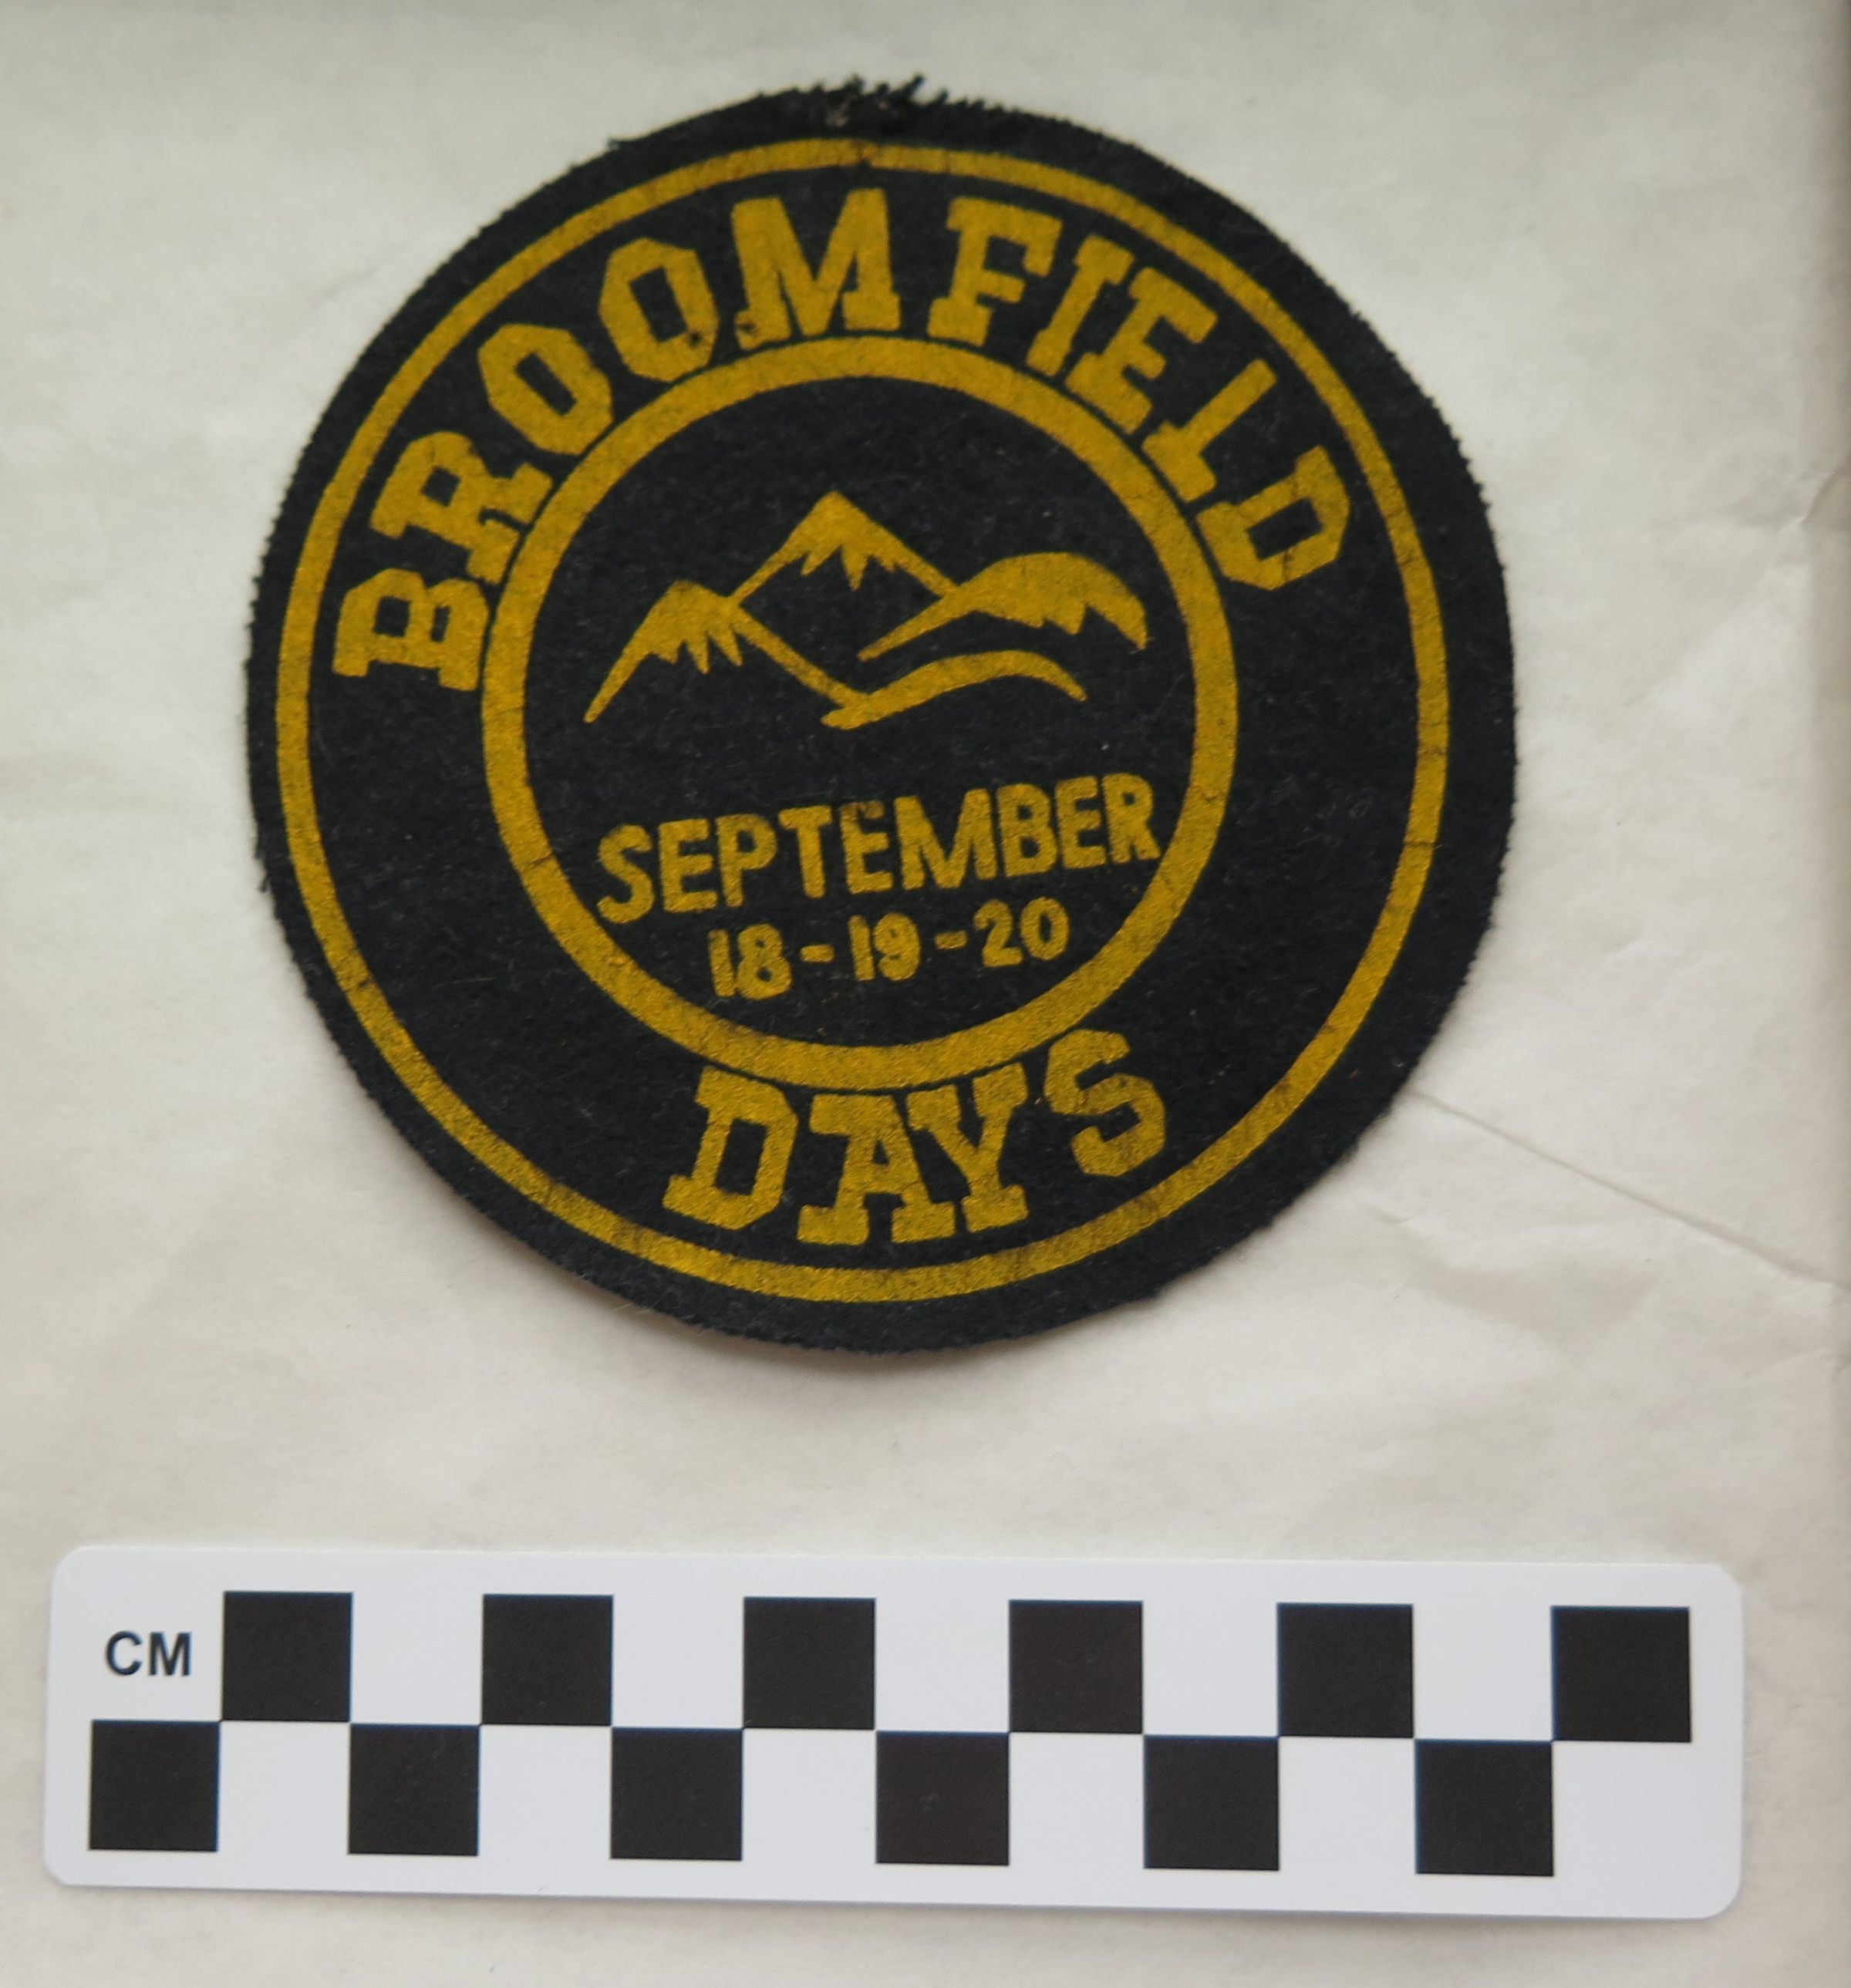 BROOMFIELD
SEPTEMBER
18-19-20
DAYS
CM